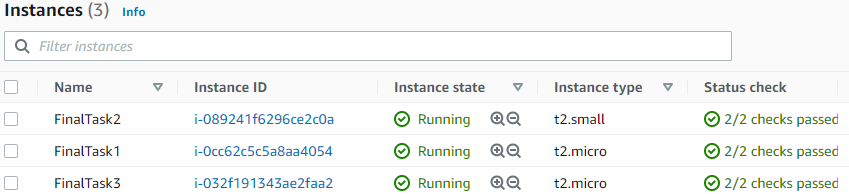 Instances (3) Info
Filter instances
Name Instance ID Instance state Instance type Status check
FinalTask2 i-089241f6296ce2c0a Running t2.small 2/2 checks passed
FinalTask1 i-0cc62c5c5a8aa4054 Running t2.micro 2/2 checks passed
FinalTask3 i-032f191343ae2faa2 Running t2.micro 2/2 checks passed